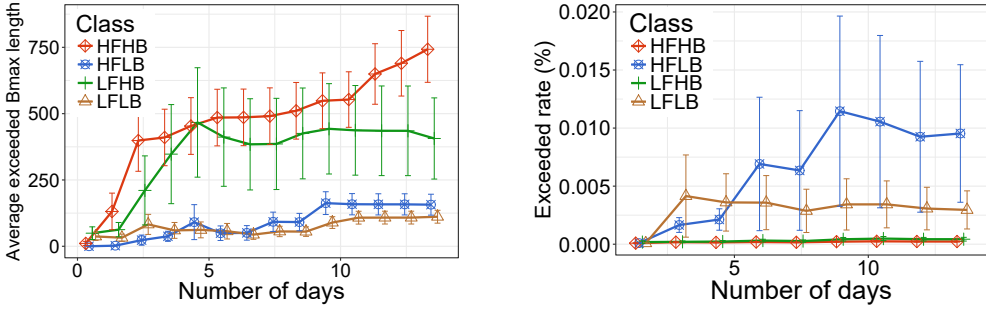 Average exceeded Bmax length
750
500
250
0
Class
HFHB
HFLB
LFHB
LFLB
0
5
10
Number of days
Exceeded rate (%)
0.020
0.015
0.010
0.005
0.000
Class
HFHB
HFLB
LFHB
LFLB
5
10
Number of days